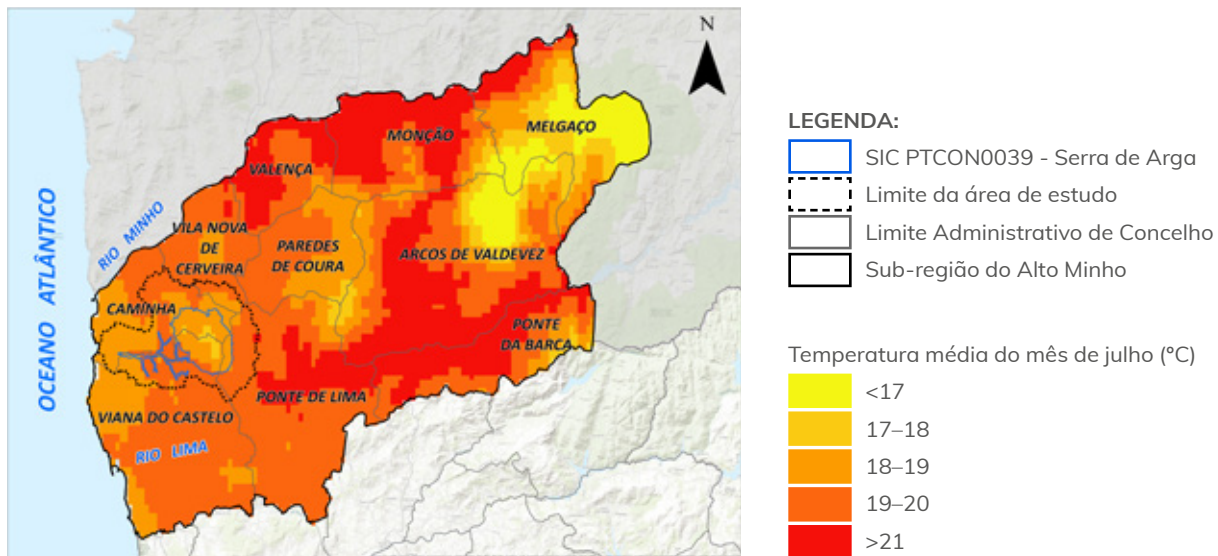 N
MELGAÇO
MONÇÃO
VALENÇA
OCEANO ATLÂNTICO
RIO MINHO
VILA NOVA
DE
CERVEIRA
PAREDES
DE COURA
ARCOS DE VALDEVEZ
CAMINHA
PONTE
DA BARCA
PONTE DE LIMA
VIANA DO CASTELO
RIO LIMA
LEGENDA:
SIC PTCON0039 - Serra de Arga
Limite da área de estudo
Limite Administrativo de Concelho
Sub-região do Alto Minho
Temperatura média do mês de julho (ºC)
<17
17–18
18–19
19–20
>21